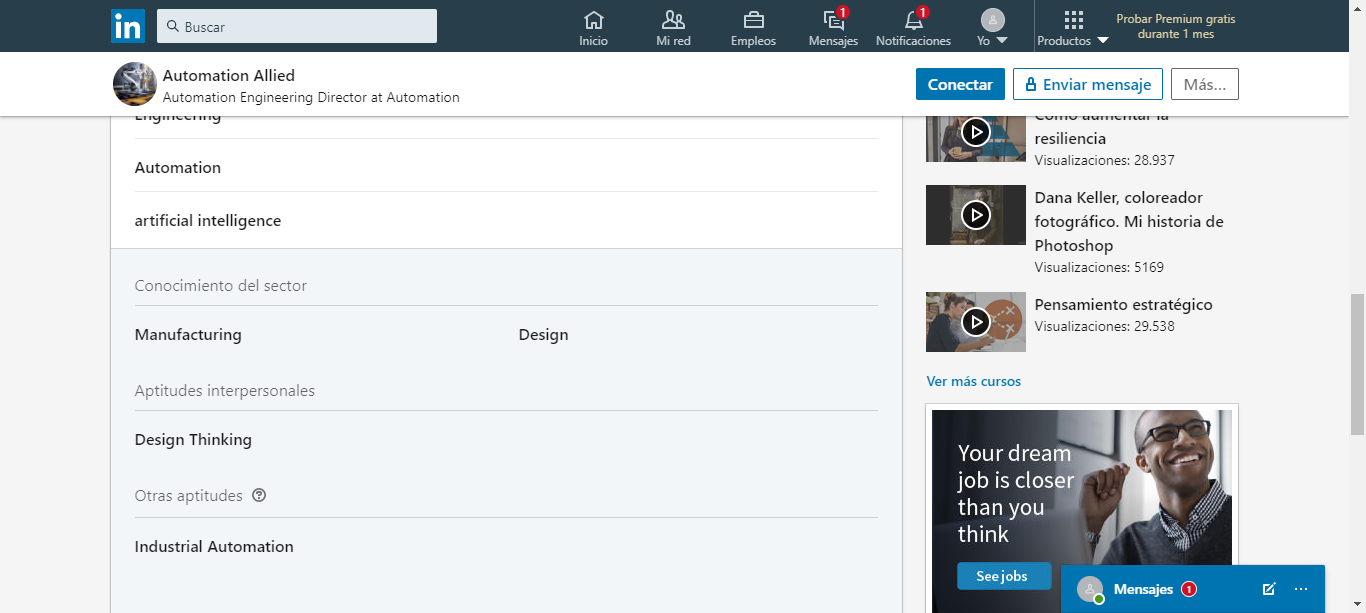 in
Buscar
Inicio
Mi red
Empleos
1
Mensajes
1
Notificaciones
Yo
Productos
Probar Premium gratis
durante 1 mes
Automation Allied
Automation Engineering Director at Automation
Conectar
Enviar mensaje
Más...
Engineering
Automation
artificial intelligence
Conocimiento del sector
Manufacturing Design
Aptitudes interpersonales
Design Thinking
Otras aptitudes ?
Industrial Automation
Cómo aumentar la
resiliencia
Visualizaciones: 28.937
Dana Keller, coloreador
fotográfico. Mi historia de
Photoshop
Visualizaciones: 5169
Pensamiento estratégico
Visualizaciones: 29.538
Ver más cursos
Your dream
job is closer
than you
think
See jobs
Mensajes 1 ...